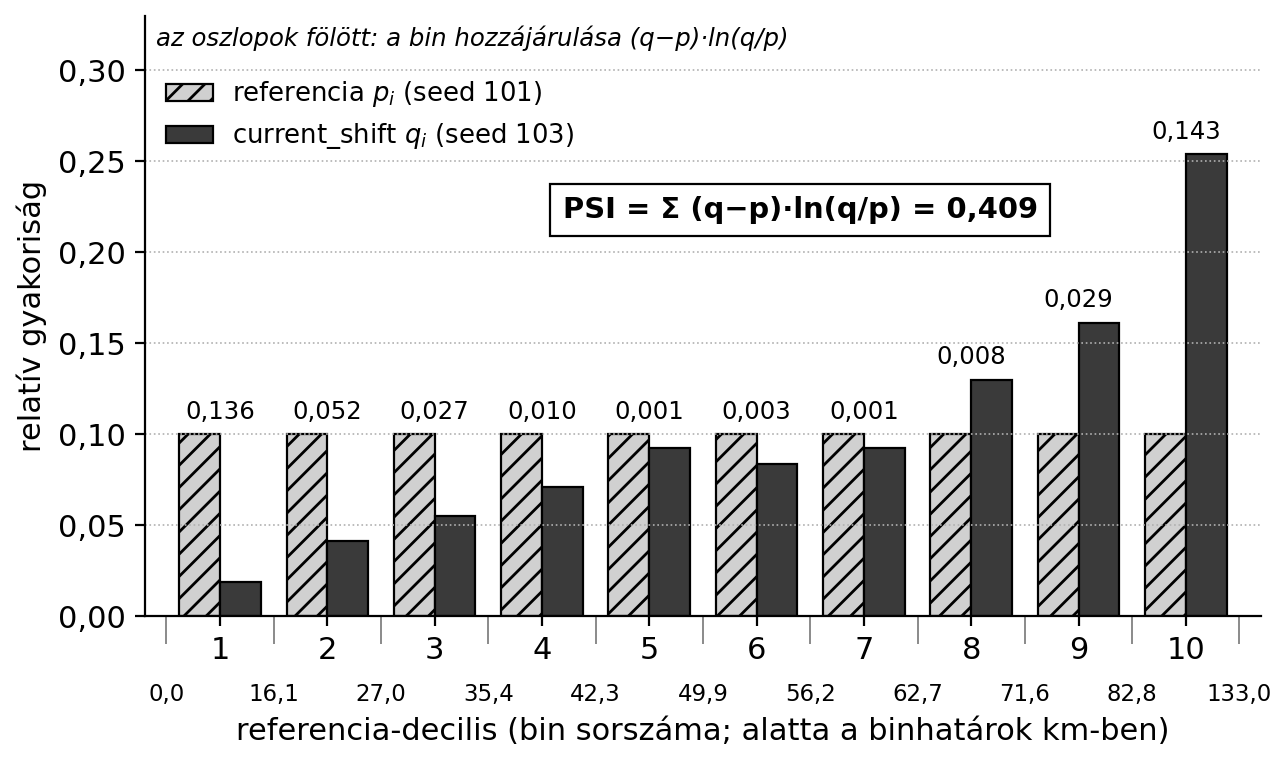 az oszlopok fölött: a bin hozzájárulása (q−p)·ln(q/p)
referencia pᵢ (seed 101)
current_shift qᵢ (seed 103)
PSI = Σ (q−p)·ln(q/p) = 0,409
relatív gyakoriság
0,30
0,25
0,20
0,15
0,10
0,05
0,00
0,136 0,052 0,027 0,010 0,001 0,003 0,001 0,008 0,029 0,143
1 2 3 4 5 6 7 8 9 10
0,0 16,1 27,0 35,4 42,3 49,9 56,2 62,7 71,6 82,8 133,0
referencia-decilis (bin sorszáma; alatta a binhatárok km-ben)